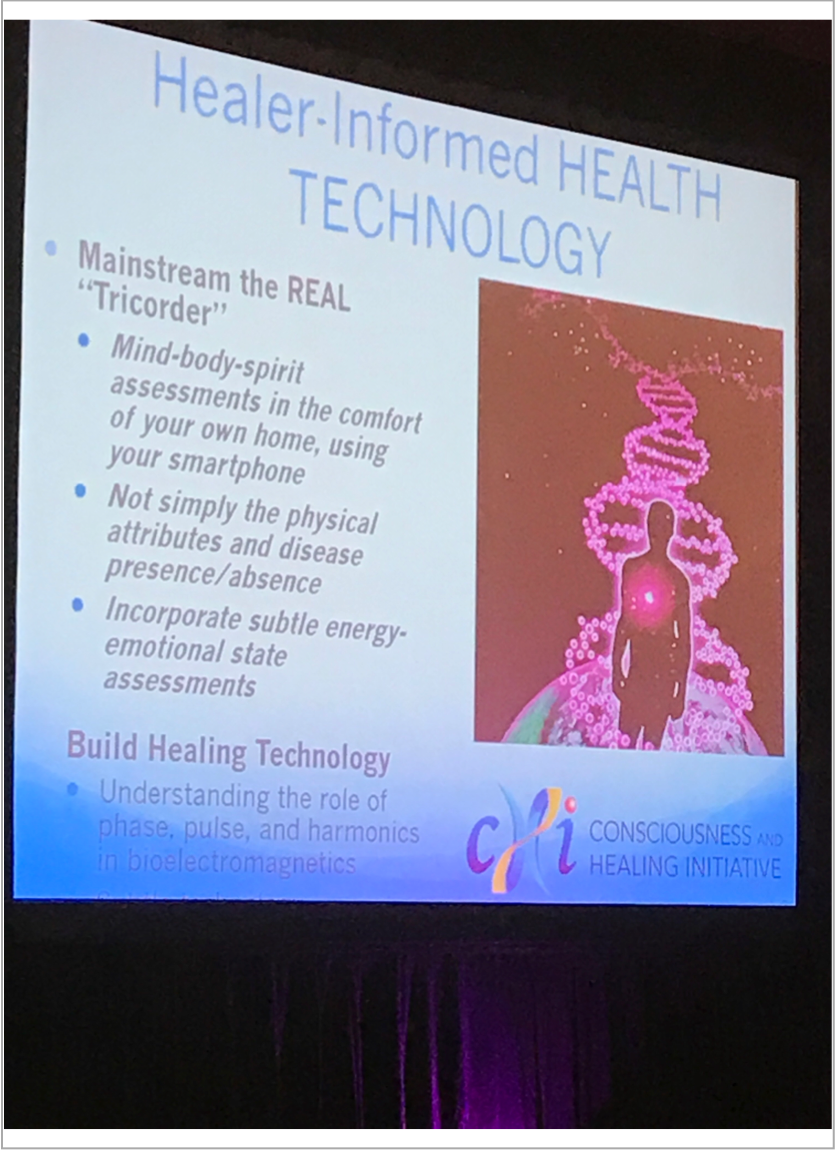 Healer-Informed HEALTH
TECHNOLOGY
Mainstream the REAL
“Tricorder”
Mind-body-spirit
assessments in the comfort
of your own home, using
your smartphone
Not simply the physical
attributes and disease
presence/absence
Incorporate subtle energy-
emotional state
assessments
Build Healing Technology
Understanding the role of
phase, pulse, and harmonics
in bioelectromagnetics
cHi
CONSCIOUSNESS AND
HEALING INITIATIVE